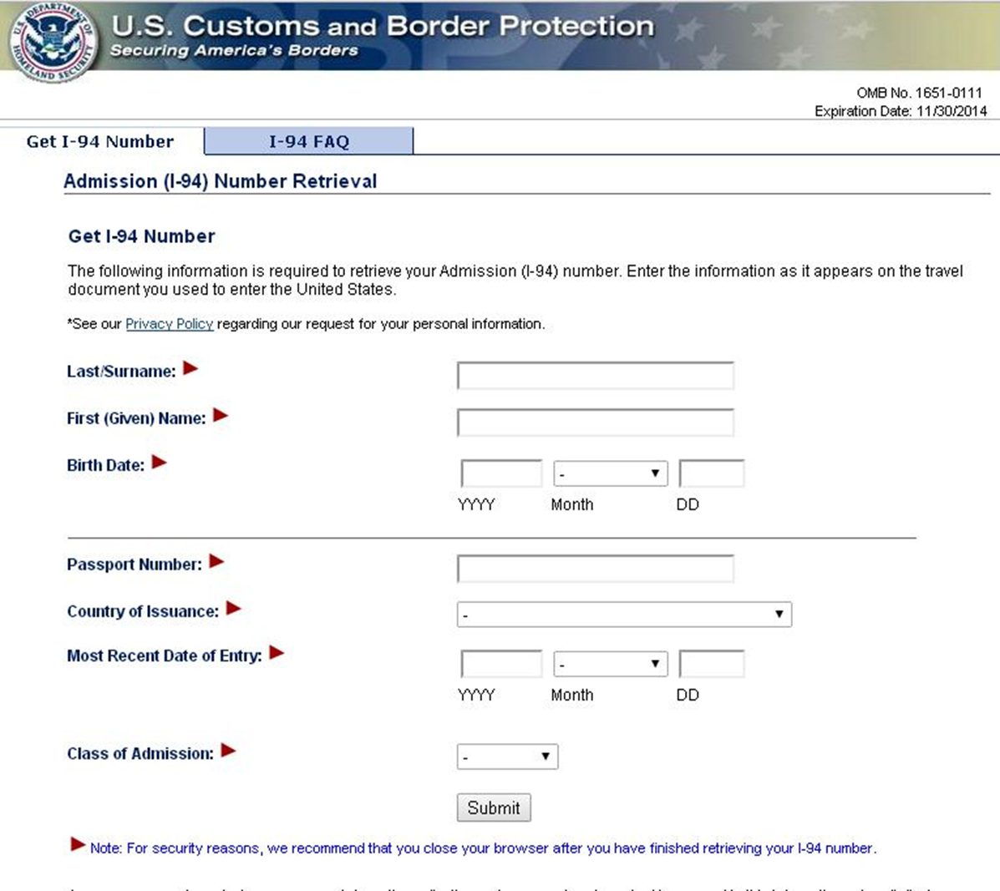 U.S. DEPARTMENT OF
HOMELAND SECURITY
U.S. Customs and Border Protection
Securing America's Borders
CBP
OMB No. 1651-0111
Expiration Date: 11/30/2014
Get I-94 Number
I-94 FAQ
Admission (I-94) Number Retrieval
Get I-94 Number
The following information is required to retrieve your Admission (I-94) number. Enter the information as it appears on the travel
document you used to enter the United States.
*See our Privacy Policy regarding our request for your personal information.
Last/Surname:
First (Given) Name:
Birth Date:
-
YYYY Month DD
Passport Number:
Country of Issuance:
-
Most Recent Date of Entry:
-
YYYY Month DD
Class of Admission:
-
Submit
Note: For security reasons, we recommend that you close your browser after you have finished retrieving your I-94 number.